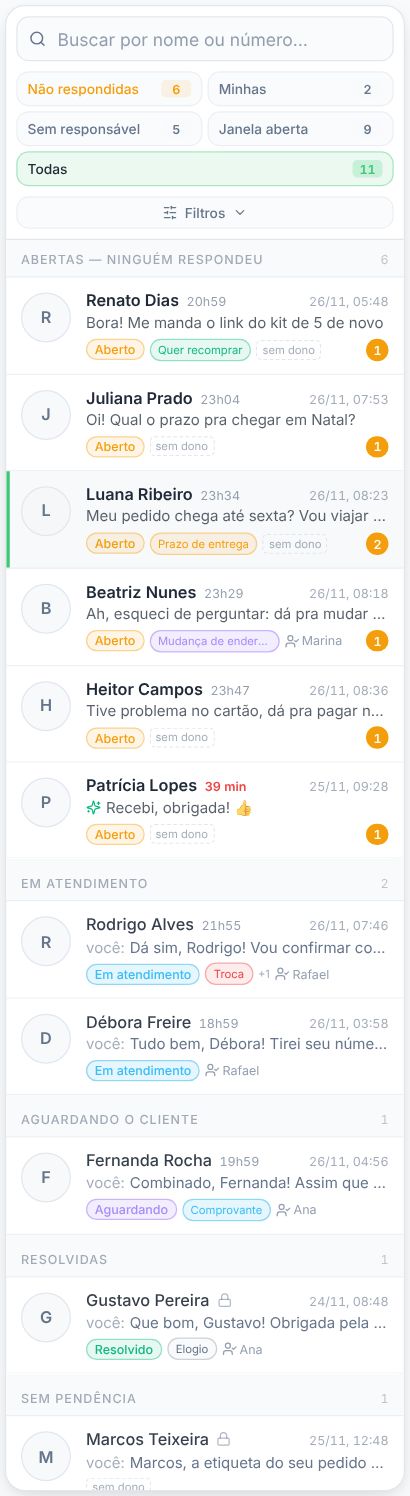 Buscar por nome ou número...
Não respondidas 6 Minhas 2
Sem responsável 5 Janela aberta 9
Todas 11
Filtros
ABERTAS — NINGUÉM RESPONDEU 6
R Renato Dias 20h59 26/11, 05:48
Bora! Me manda o link do kit de 5 de novo
Aberto Quer recomprar sem dono 1
J Juliana Prado 23h04 26/11, 07:53
Oi! Qual o prazo pra chegar em Natal?
Aberto sem dono 1
L Luana Ribeiro 23h34 26/11, 08:23
Meu pedido chega até sexta? Vou viajar ...
Aberto Prazo de entrega sem dono 2
B Beatriz Nunes 23h29 26/11, 08:18
Ah, esqueci de perguntar: dá pra mudar ...
Aberto Mudança de ender... Marina 1
H Heitor Campos 23h47 26/11, 08:36
Tive problema no cartão, dá pra pagar n...
Aberto sem dono 1
P Patrícia Lopes 39 min 25/11, 09:28
Recebi, obrigada! 👍
Aberto sem dono 1
EM ATENDIMENTO 2
R Rodrigo Alves 21h55 26/11, 07:46
você: Dá sim, Rodrigo! Vou confirmar co...
Em atendimento Troca +1 Rafael
D Débora Freire 18h59 26/11, 03:58
você: Tudo bem, Débora! Tirei seu núme...
Em atendimento Rafael
AGUARDANDO O CLIENTE 1
F Fernanda Rocha 19h59 26/11, 04:56
você: Combinado, Fernanda! Assim que ...
Aguardando Comprovante Ana
RESOLVIDAS 1
G Gustavo Pereira 24/11, 08:48
você: Que bom, Gustavo! Obrigada pela ...
Resolvido Elogio Ana
SEM PENDÊNCIA 1
M Marcos Teixeira 25/11, 12:48
você: Marcos, a etiqueta do seu pedido ...
sem dono